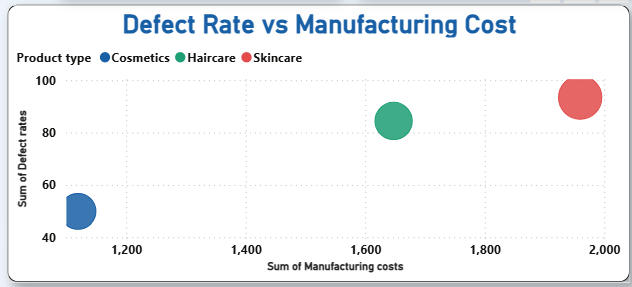 Defect Rate vs Manufacturing Cost
Product type Cosmetics Haircare Skincare
100
80
60
40
Sum of Defect rates
1,200 1,400 1,600 1,800 2,000
Sum of Manufacturing costs